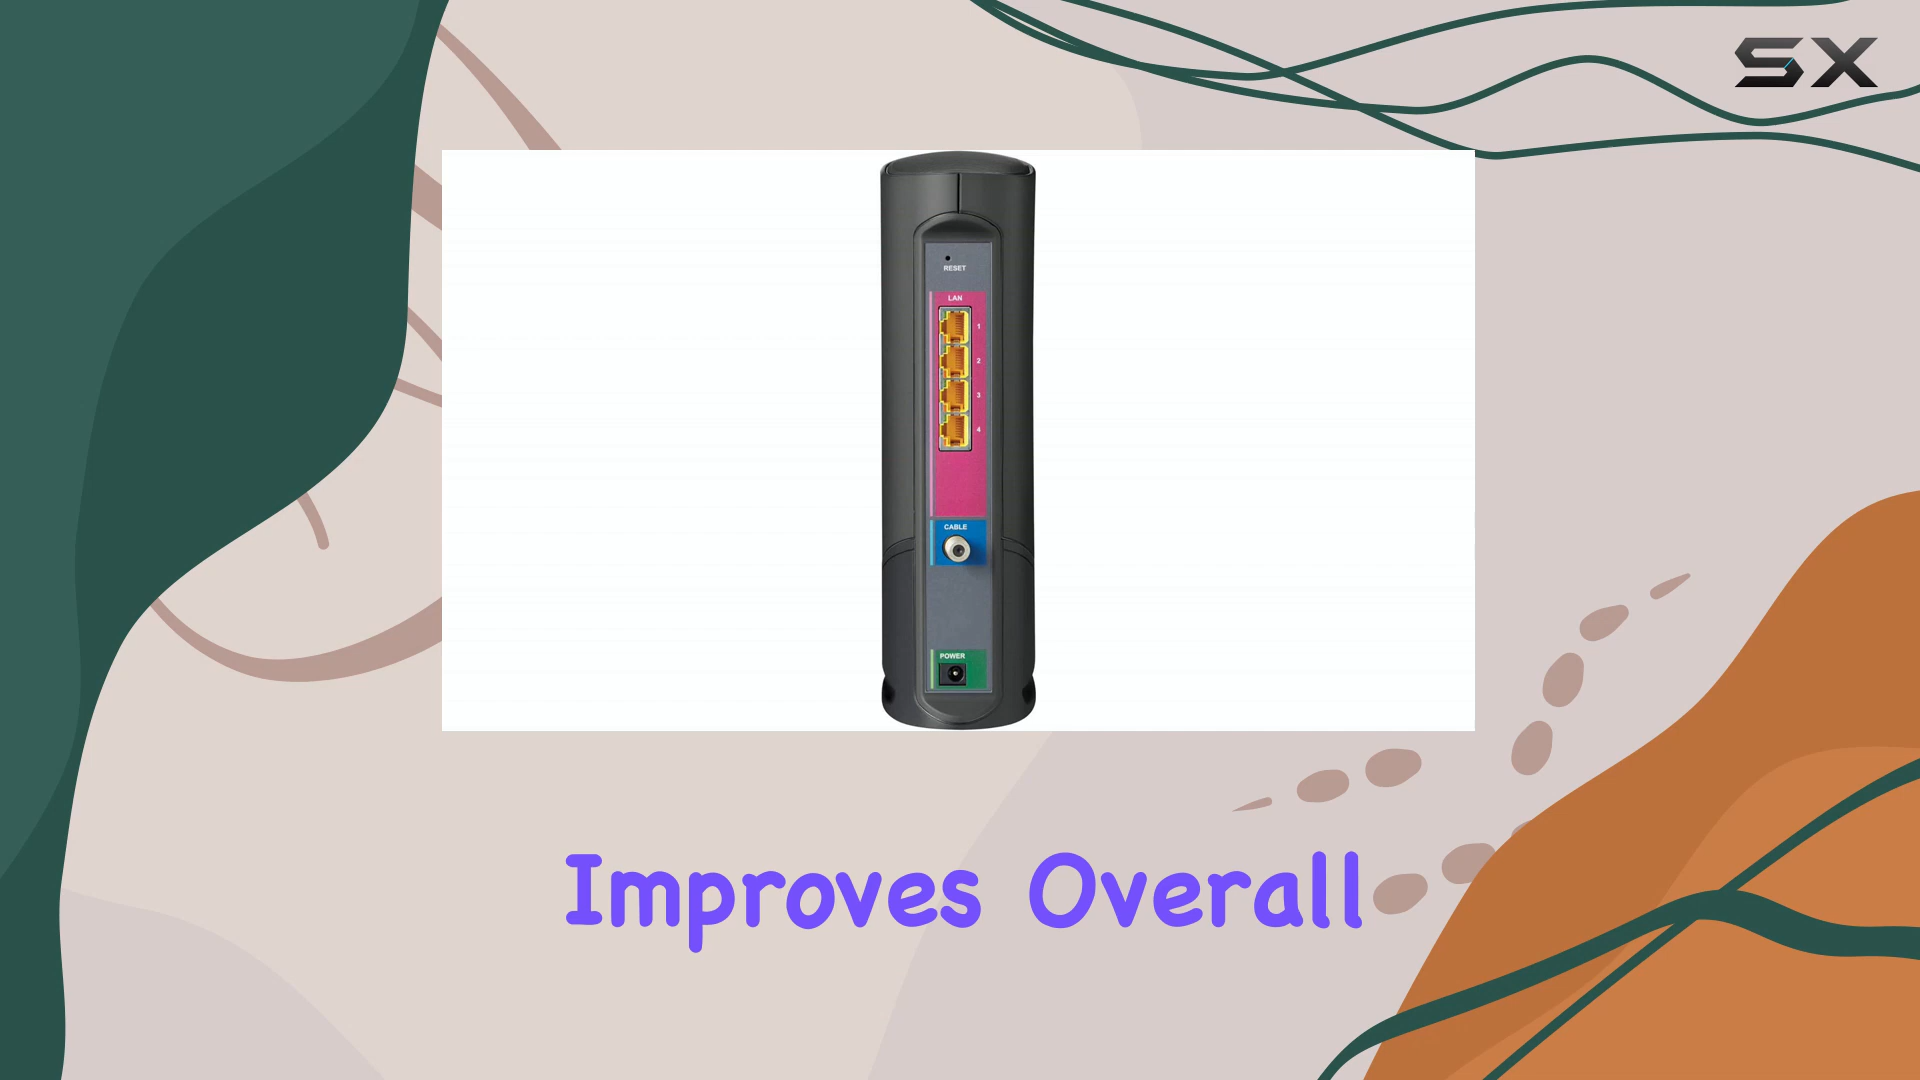 SX
RESET
LAN
1
2
3
4
CABLE
POWER
Improves Overall